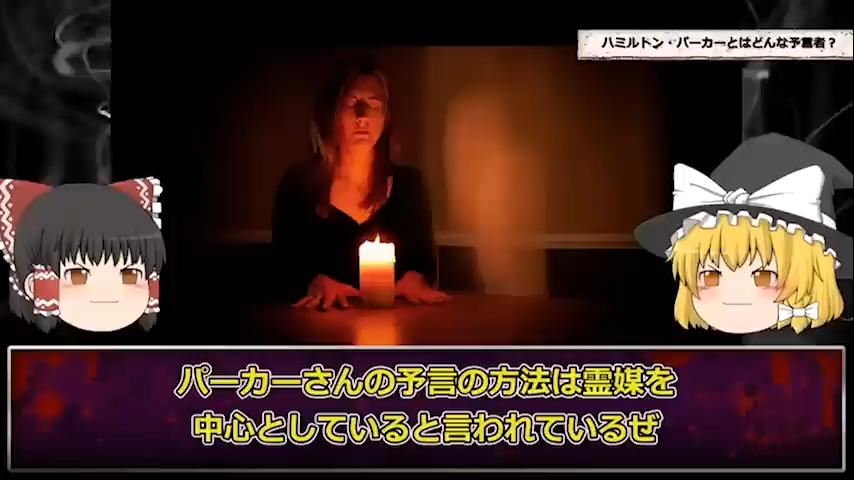 ハミルトン・パーカーとはどんな予言者？
パーカーさんの予言の方法は霊媒を
中心としていると言われているぜ